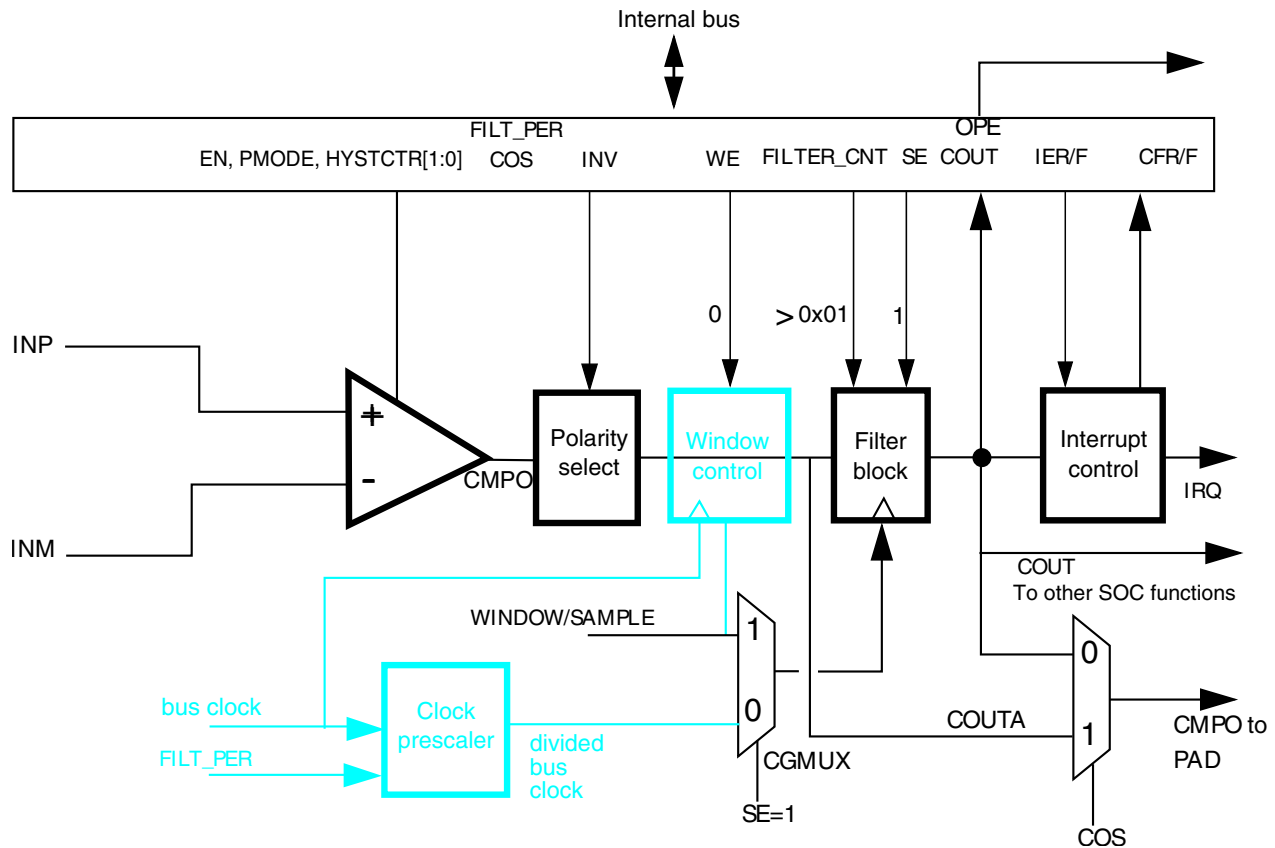 Internal bus
FILT_PER
OPE
EN, PMODE, HYSTCTR[1:0]
COS
INV
WE
FILTER_CNT
SE
COUT
IER/F
CFR/F
0
> 0x01
1
INP
INM
+
-
CMPO
Polarity
select
Window
control
Filter
block
Interrupt
control
IRQ
COUT
To other SOC functions
WINDOW/SAMPLE
1
0
CGMUX
SE=1
bus clock
FILT_PER
Clock
prescaler
divided
bus
clock
COUTA
0
1
CMPO to
PAD
COS